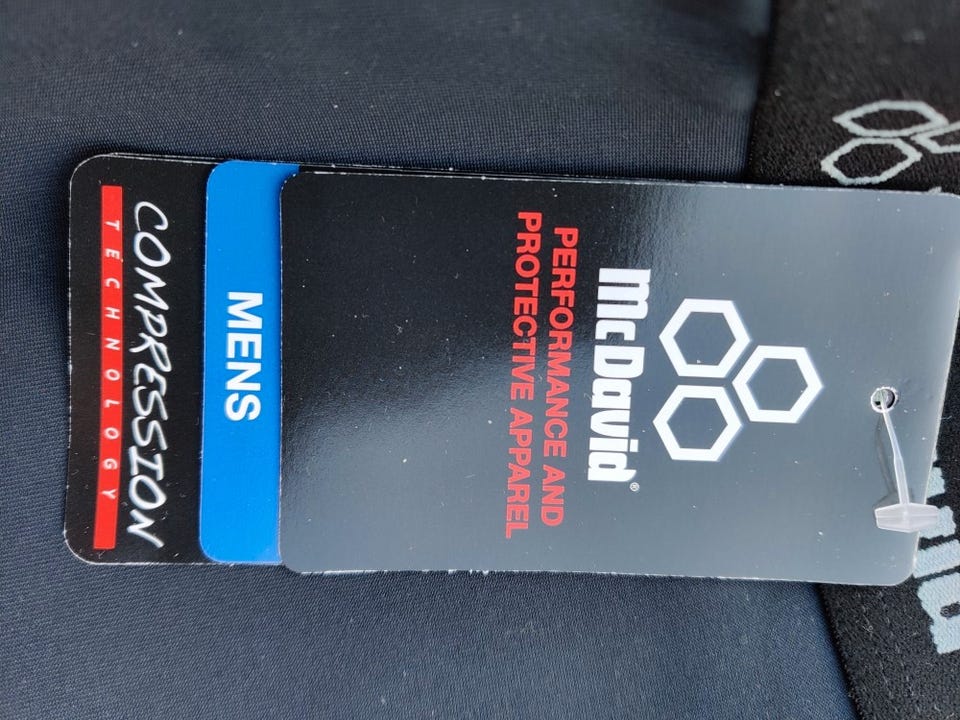 McDavid®
PERFORMANCE AND
PROTECTIVE APPAREL
MENS
COMPRESSION
TECHNOLOGY